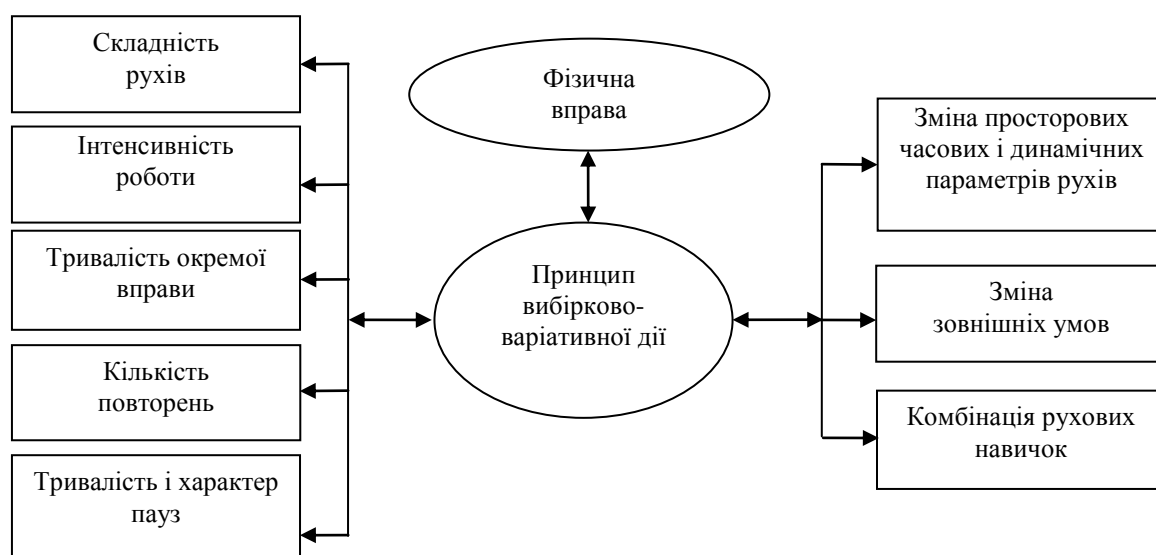 Складність
рухів
Інтенсивність
роботи
Тривалість окремої
вправи
Кількість
повторень
Тривалість і характер
пауз
Фізична
вправа
Принцип
вибірково-
варіативної дії
Зміна просторових
часових і динамічних
параметрів рухів
Зміна
зовнішніх умов
Комбінація рухових
навичок